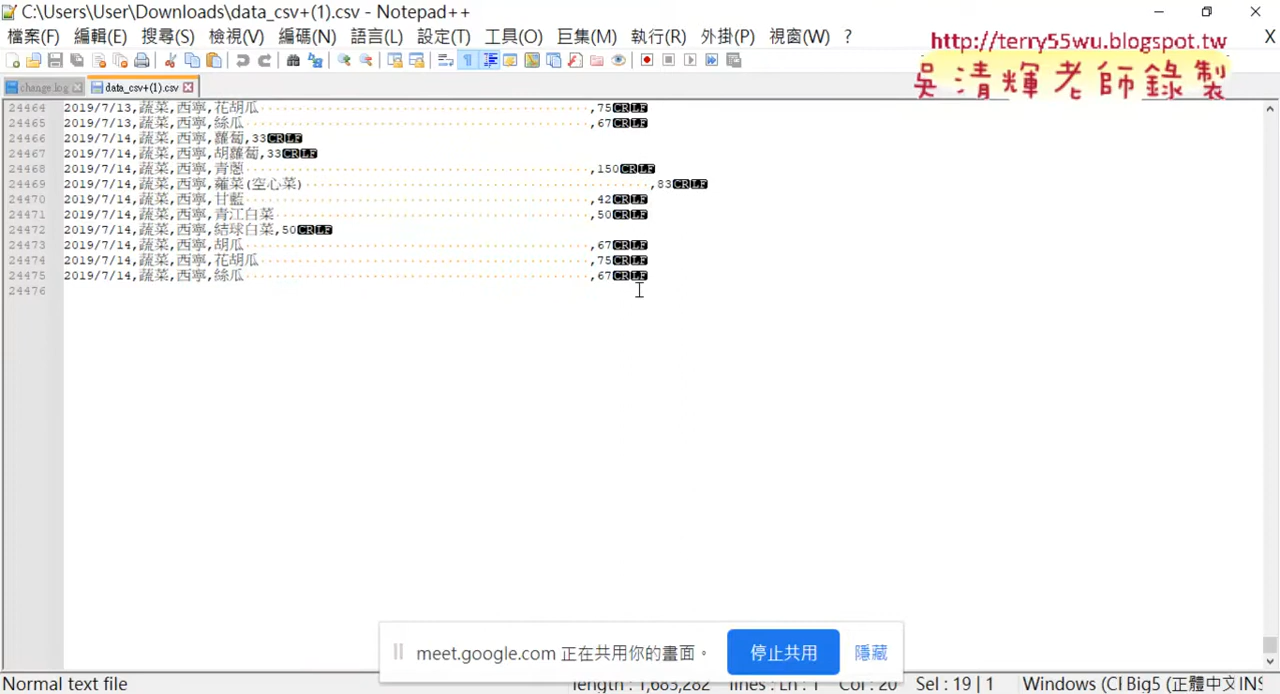 C:\Users\User\Downloads\data_csv+(1).csv - Notepad++
檔案(F) 編輯(E) 搜尋(S) 檢視(V) 編碼(N) 語言(L) 設定(T) 工具(O) 巨集(M) 執行(R) 外掛(P) 視窗(W) ? X
http://terry55wu.blogspot.tw
吳清輝老師錄製
change.log data_csv+(1).csv
24464 2019/7/13,蔬菜,西寧,花胡瓜 ,75CRLF
24465 2019/7/13,蔬菜,西寧,絲瓜 ,67CRLF
24466 2019/7/14,蔬菜,西寧,蘿蔔,33CRLF
24467 2019/7/14,蔬菜,西寧,胡蘿蔔,33CRLF
24468 2019/7/14,蔬菜,西寧,青蔥 ,150CRLF
24469 2019/7/14,蔬菜,西寧,蕹菜(空心菜) ,83CRLF
24470 2019/7/14,蔬菜,西寧,甘藍 ,42CRLF
24471 2019/7/14,蔬菜,西寧,青江白菜 ,50CRLF
24472 2019/7/14,蔬菜,西寧,結球白菜,50CRLF
24473 2019/7/14,蔬菜,西寧,胡瓜 ,67CRLF
24474 2019/7/14,蔬菜,西寧,花胡瓜 ,75CRLF
24475 2019/7/14,蔬菜,西寧,絲瓜 ,67CRLF
24476
meet.google.com 正在共用你的畫面。 停止共用 隱藏
Normal text file length : 1,685,282 lines : Ln : 1 Col : 20 Sel : 19 | 1 Windows (CI Big5 (正體中文 INS